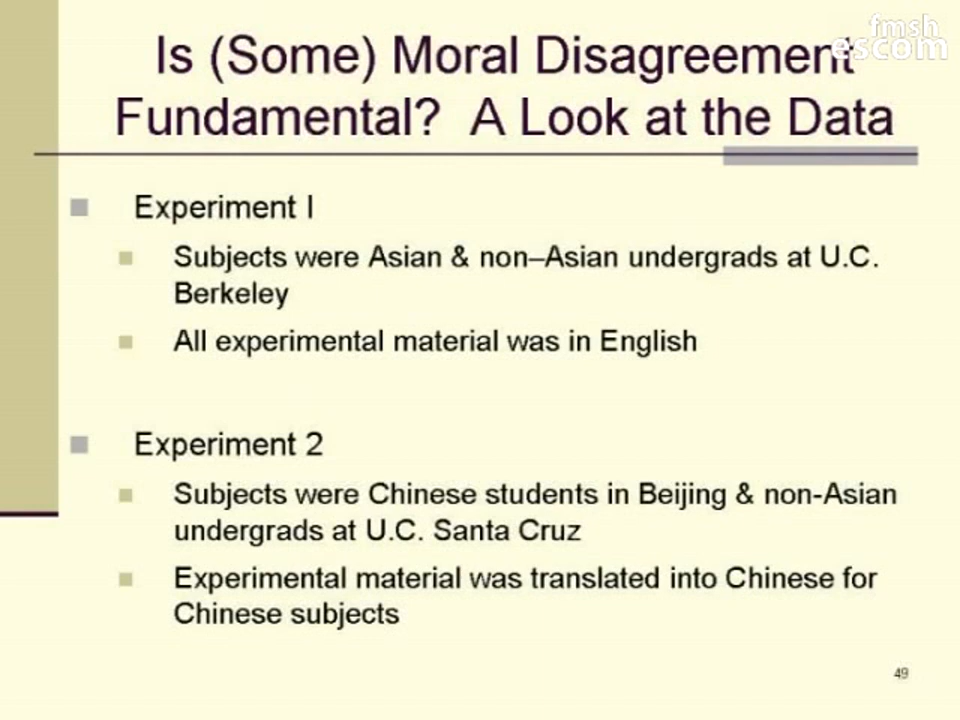 fmsh
escom
Is (Some) Moral Disagreement
Fundamental? A Look at the Data
Experiment I
Subjects were Asian & non–Asian undergrads at U.C.
Berkeley
All experimental material was in English
Experiment 2
Subjects were Chinese students in Beijing & non-Asian
undergrads at U.C. Santa Cruz
Experimental material was translated into Chinese for
Chinese subjects
49